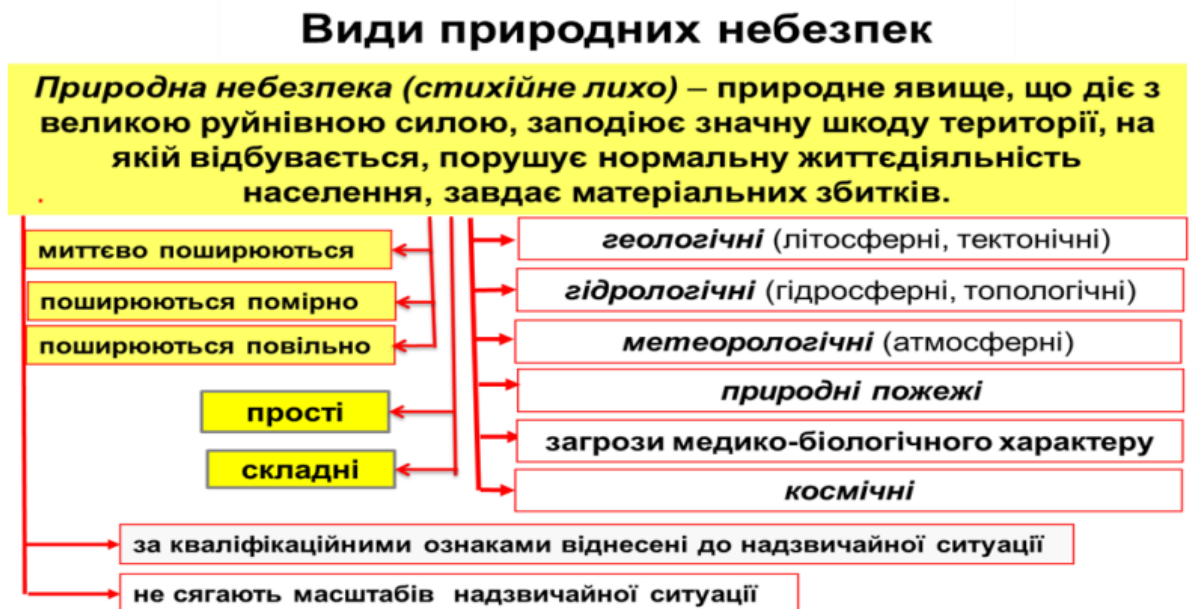 Види природних небезпек
Природна небезпека (стихійне лихо) – природне явище, що діє з
великою руйнівною силою, заподіює значну шкоду території, на
якій відбувається, порушує нормальну життєдіяльність
населення, завдає матеріальних збитків.
миттєво поширюються
поширюються помірно
поширюються повільно
прості
складні
геологічні (літосферні, тектонічні)
гідрологічні (гідросферні, топологічні)
метеорологічні (атмосферні)
природні пожежі
загрози медико-біологічного характеру
космічні
за кваліфікаційними ознаками віднесені до надзвичайної ситуації
не сягають масштабів надзвичайної ситуації